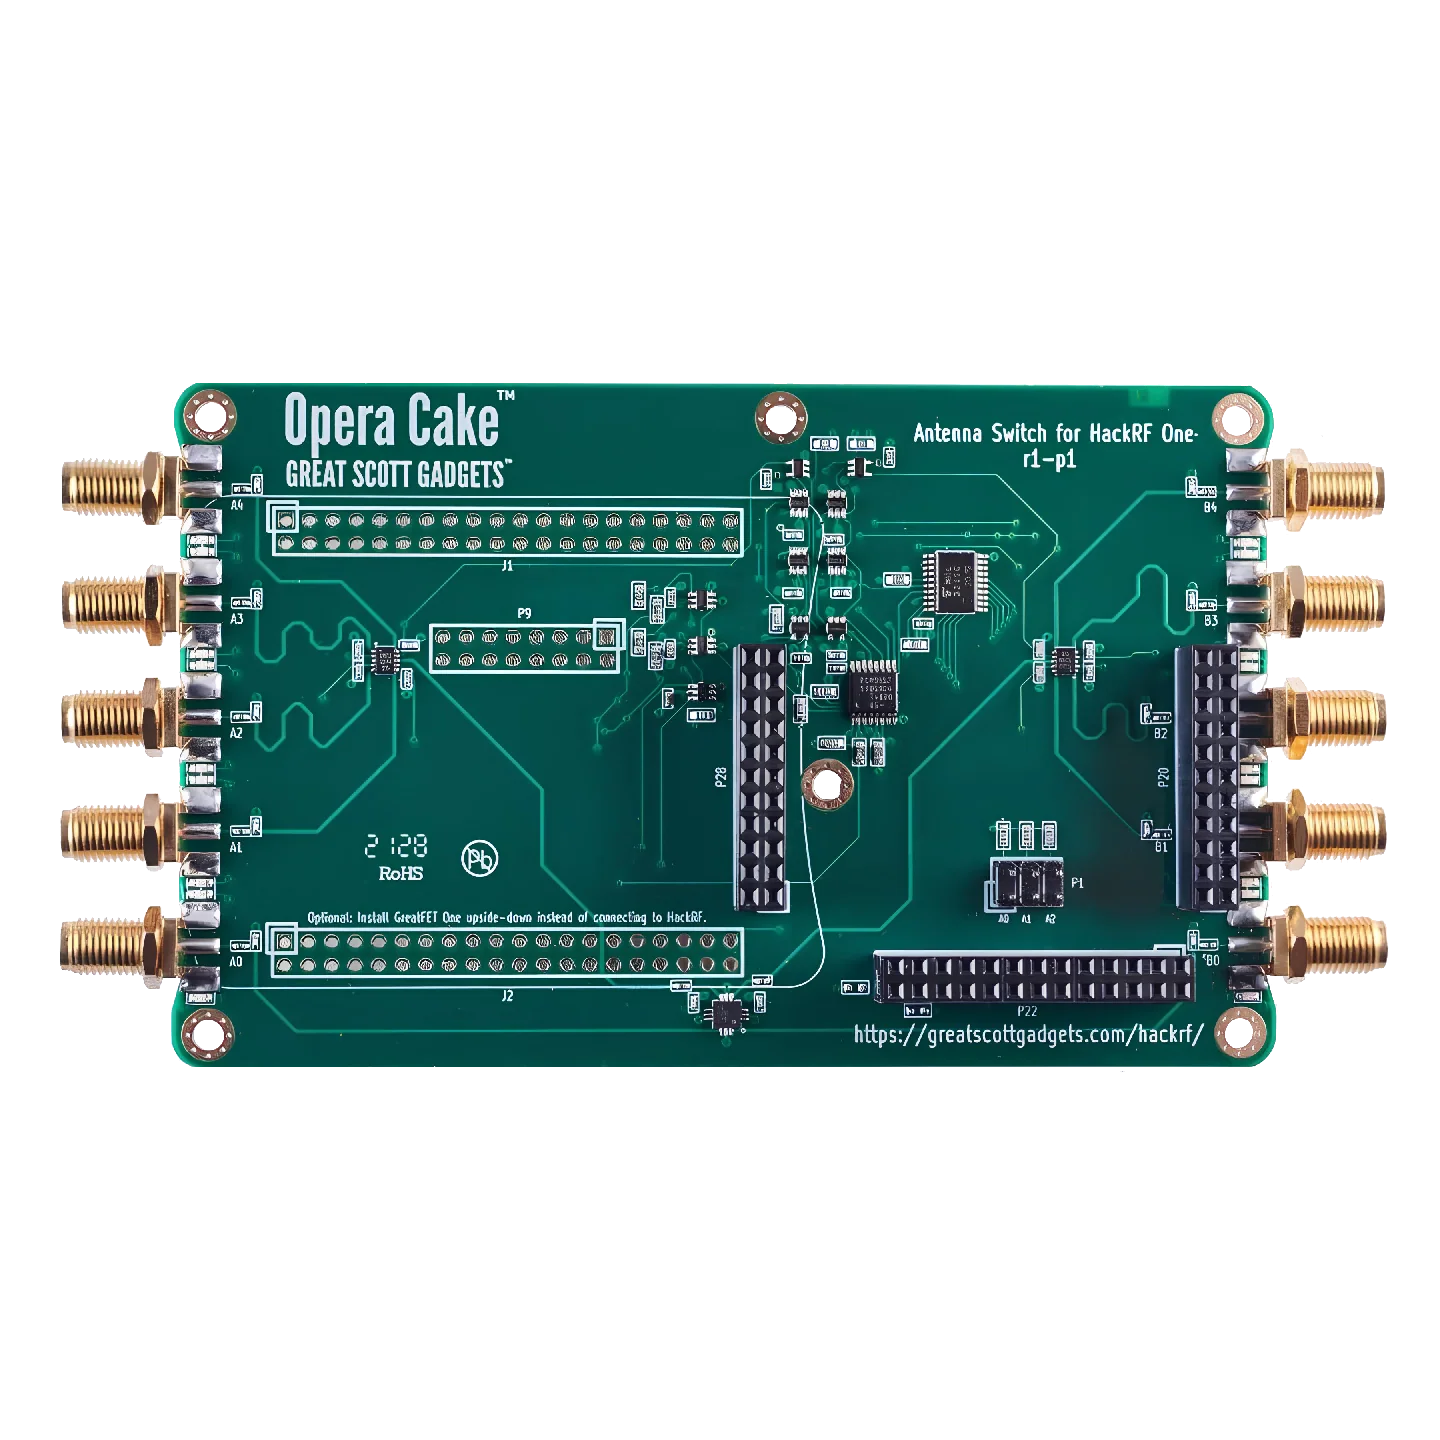 Opera Cake™
GREAT SCOTT GADGETS™
Antenna Switch for HackRF One
r1-p1
A4
B4
J1
A3
B3
P9
A2
B2
P28
P20
A1
B1
2128
RoHS
Pb
P1
A0 A1 A2
Optional: Install GreatFET One upside-down instead of connecting to HackRF.
A0
B0
J2
P22
https://greatscottgadgets.com/hackrf/